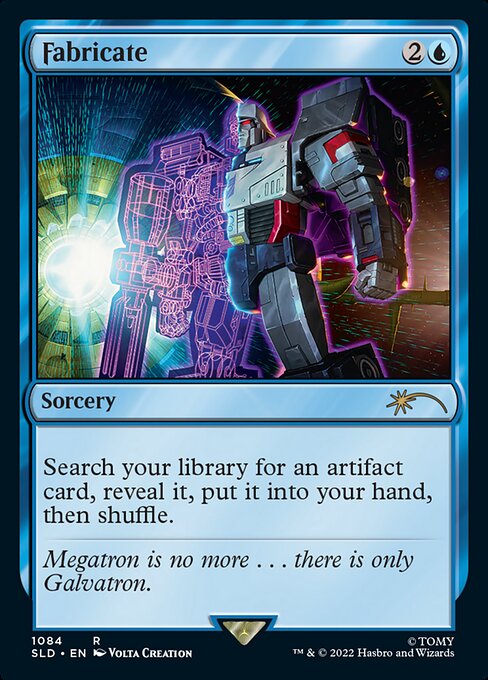 Fabricate 2
Sorcery
Search your library for an artifact
card, reveal it, put it into your hand,
then shuffle.
Megatron is no more . . . there is only
Galvatron.
1084 R
SLD • EN Volta Creation
© TOMY
™ & © 2022 Hasbro and Wizards